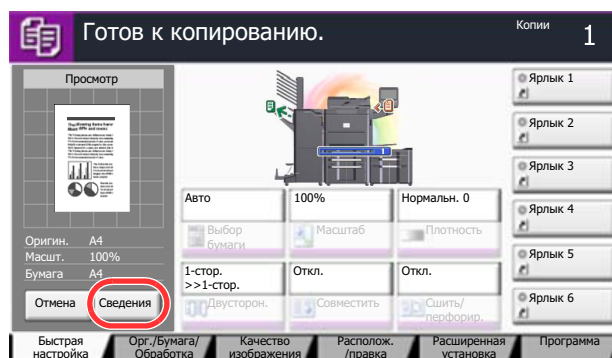 Готов к копированию.
Копии
1
Просмотр
Оригин. A4
Масшт. 100%
Бумага A4
Отмена
Сведения
1
Авто
Выбор
бумаги
100%
Масштаб
Нормальн. 0
Плотность
1-стор.
>>1-стор.
Двусторон.
Откл.
Совместить
Откл.
Сшить/
перфорир.
Ярлык 1
Ярлык 2
Ярлык 3
Ярлык 4
Ярлык 5
Ярлык 6
Быстрая
настройка
Орг./Бумага/
Обработка
Качество
изображения
Располож.
/правка
Расширенная
установка
Программа